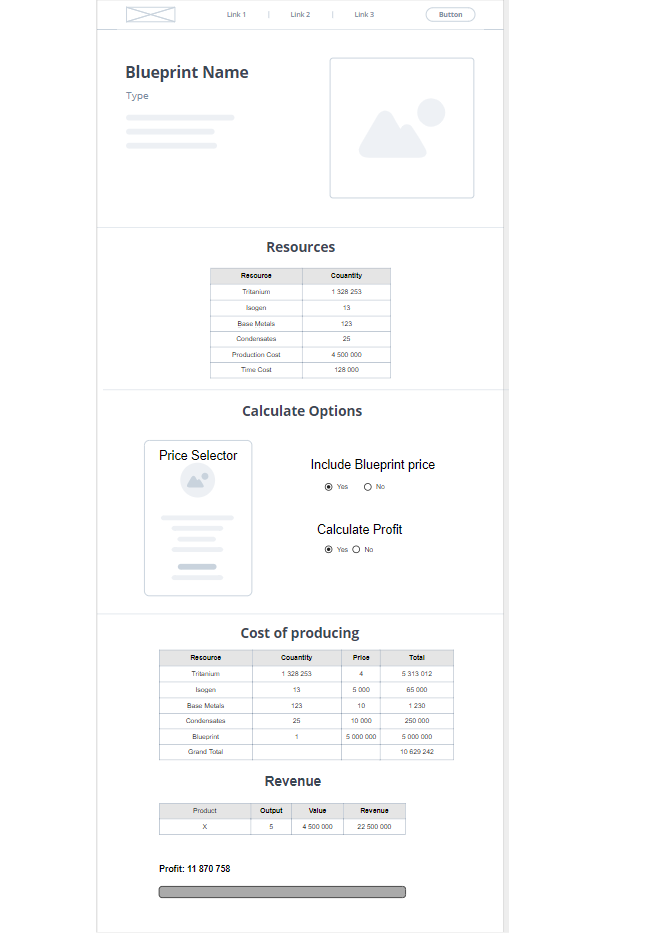 Link 1 | Link 2 | Link 3 Button
Blueprint Name
Type
Resources
Resource Couantity
Tritanium 1 328 253
Isogen 13
Base Metals 123
Condensates 25
Production Cost 4 500 000
Time Cost 128 000
Calculate Options
Price Selector
Include Blueprint price
Yes No
Calculate Profit
Yes No
Cost of producing
Resource Couantity Price Total
Tritanium 1 328 253 4 5 313 012
Isogen 13 5 000 65 000
Base Metals 123 10 1 230
Condensates 25 10 000 250 000
Blueprint 1 5 000 000 5 000 000
Grand Total 10 629 242
Revenue
Product Output Value Revenue
X 5 4 500 000 22 500 000
Profit: 11 870 758